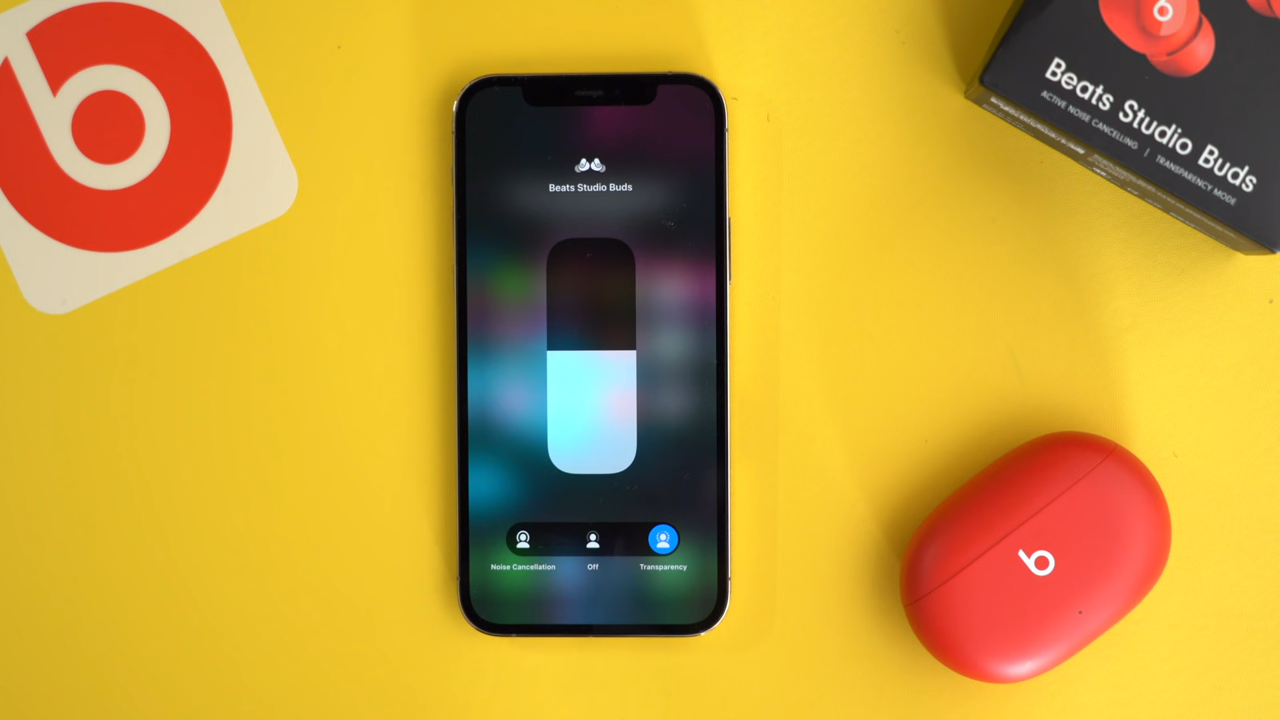 Beats Studio Buds
Noise Cancellation
Off
Transparency
Beats Studio Buds
ACTIVE NOISE CANCELLING | TRANSPARENCY MODE